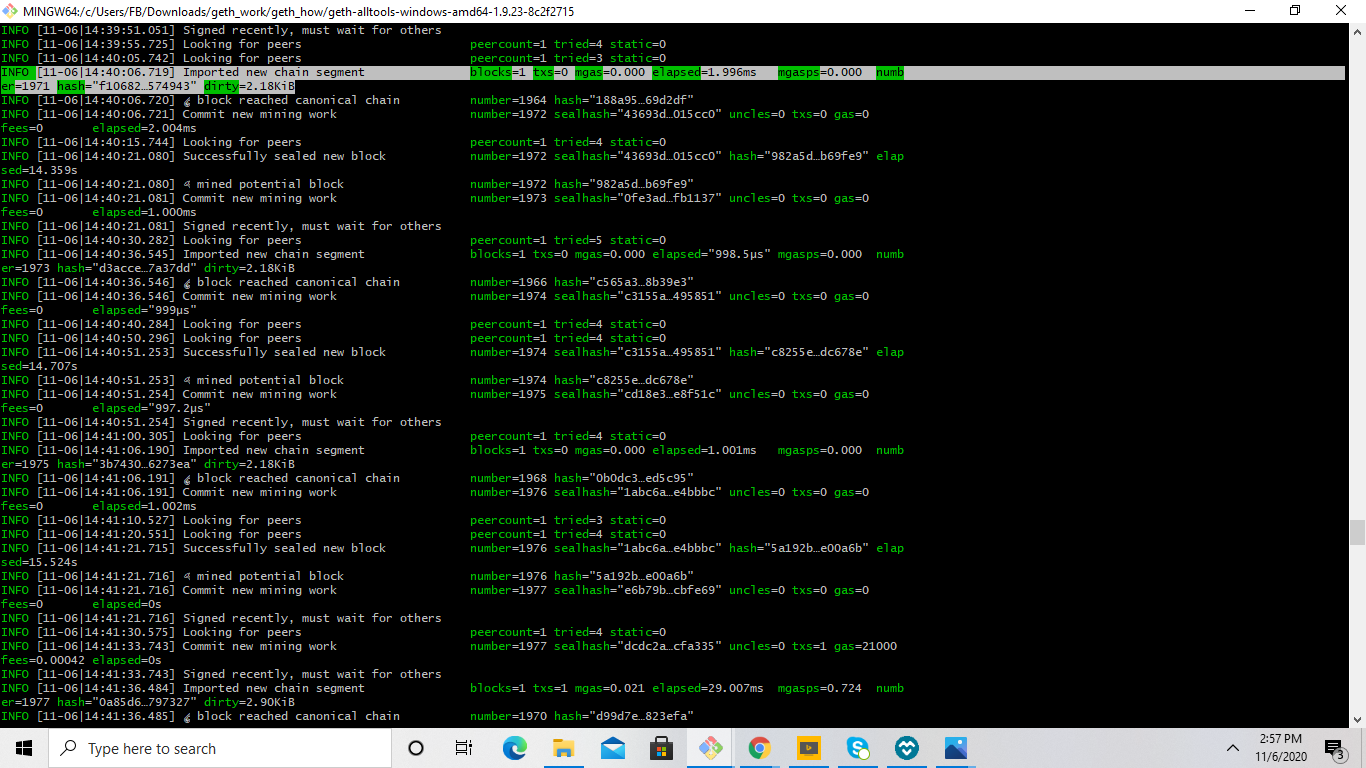 MINGW64:/c/Users/FB/Downloads/geth_work/geth_how/geth-alltools-windows-amd64-1.9.23-8c2f2715
INFO [11-06|14:39:51.051] Signed recently, must wait for others
INFO [11-06|14:39:55.725] Looking for peers peercount=1 tried=4 static=0
INFO [11-06|14:40:05.742] Looking for peers peercount=1 tried=3 static=0
INFO [11-06|14:40:06.719] Imported new chain segment blocks=1 txs=0 mgas=0.000 elapsed=1.996ms mgasps=0.000 numb
er=1971 hash="f10682…574943" dirty=2.18KiB
INFO [11-06|14:40:06.720] 🔗 block reached canonical chain number=1964 hash="188a95…69d2df"
INFO [11-06|14:40:06.721] Commit new mining work number=1972 sealhash="43693d…015cc0" uncles=0 txs=0 gas=0
fees=0 elapsed=2.004ms
INFO [11-06|14:40:15.744] Looking for peers peercount=1 tried=4 static=0
INFO [11-06|14:40:21.080] Successfully sealed new block number=1972 sealhash="43693d…015cc0" hash="982a5d…b69fe9" elap
sed=14.359s
INFO [11-06|14:40:21.080] 🔨 mined potential block number=1972 hash="982a5d…b69fe9"
INFO [11-06|14:40:21.081] Commit new mining work number=1973 sealhash="0fe3ad…fb1137" uncles=0 txs=0 gas=0
fees=0 elapsed=1.000ms
INFO [11-06|14:40:21.081] Signed recently, must wait for others
INFO [11-06|14:40:30.282] Looking for peers peercount=1 tried=5 static=0
INFO [11-06|14:40:36.545] Imported new chain segment blocks=1 txs=0 mgas=0.000 elapsed="998.5µs" mgasps=0.000 numb
er=1973 hash="d3acce…7a37dd" dirty=2.18KiB
INFO [11-06|14:40:36.546] 🔗 block reached canonical chain number=1966 hash="c565a3…8b39e3"
INFO [11-06|14:40:36.546] Commit new mining work number=1974 sealhash="c3155a…495851" uncles=0 txs=0 gas=0
fees=0 elapsed="999µs"
INFO [11-06|14:40:40.284] Looking for peers peercount=1 tried=4 static=0
INFO [11-06|14:40:50.296] Looking for peers peercount=1 tried=4 static=0
INFO [11-06|14:40:51.253] Successfully sealed new block number=1974 sealhash="c3155a…495851" hash="c8255e…dc678e" elap
sed=14.707s
INFO [11-06|14:40:51.253] 🔨 mined potential block number=1974 hash="c8255e…dc678e"
INFO [11-06|14:40:51.254] Commit new mining work number=1975 sealhash="cd18e3…e8f51c" uncles=0 txs=0 gas=0
fees=0 elapsed="997.2µs"
INFO [11-06|14:40:51.254] Signed recently, must wait for others
INFO [11-06|14:41:00.305] Looking for peers peercount=1 tried=4 static=0
INFO [11-06|14:41:06.190] Imported new chain segment blocks=1 txs=0 mgas=0.000 elapsed=1.001ms mgasps=0.000 numb
er=1975 hash="3b7430…6273ea" dirty=2.18KiB
INFO [11-06|14:41:06.191] 🔗 block reached canonical chain number=1968 hash="0b0dc3…ed5c95"
INFO [11-06|14:41:06.191] Commit new mining work number=1976 sealhash="1abc6a…e4bbbc" uncles=0 txs=0 gas=0
fees=0 elapsed=1.002ms
INFO [11-06|14:41:10.527] Looking for peers peercount=1 tried=3 static=0
INFO [11-06|14:41:20.551] Looking for peers peercount=1 tried=4 static=0
INFO [11-06|14:41:21.715] Successfully sealed new block number=1976 sealhash="1abc6a…e4bbbc" hash="5a192b…e00a6b" elap
sed=15.524s
INFO [11-06|14:41:21.716] 🔨 mined potential block number=1976 hash="5a192b…e00a6b"
INFO [11-06|14:41:21.716] Commit new mining work number=1977 sealhash="e6b79b…cbfe69" uncles=0 txs=0 gas=0
fees=0 elapsed=0s
INFO [11-06|14:41:21.716] Signed recently, must wait for others
INFO [11-06|14:41:30.575] Looking for peers peercount=1 tried=4 static=0
INFO [11-06|14:41:33.743] Commit new mining work number=1977 sealhash="dcdc2a…cfa335" uncles=0 txs=1 gas=21000
fees=0.00042 elapsed=0s
INFO [11-06|14:41:33.743] Signed recently, must wait for others
INFO [11-06|14:41:36.484] Imported new chain segment blocks=1 txs=1 mgas=0.021 elapsed=29.007ms mgasps=0.724 numb
er=1977 hash="0a85d6…797327" dirty=2.90KiB
INFO [11-06|14:41:36.485] 🔗 block reached canonical chain number=1970 hash="d99d7e…823efa"
Type here to search
2:57 PM
11/6/2020
3